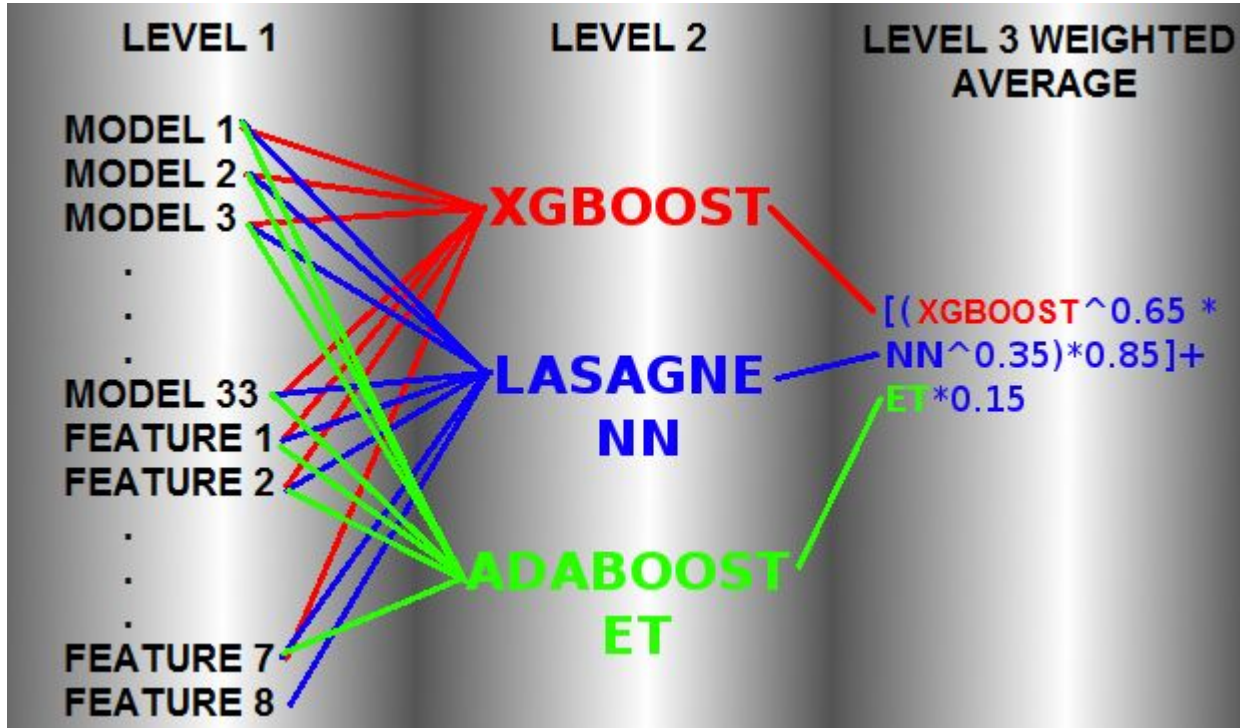 LEVEL 1
MODEL 1
MODEL 2
MODEL 3
.
.
.
MODEL 33
FEATURE 1
FEATURE 2
.
.
.
FEATURE 7
FEATURE 8
LEVEL 2
XGBOOST
LASAGNE
NN
ADABOOST
ET
LEVEL 3 WEIGHTED
AVERAGE
[(XGBOOST^0.65 *
NN^0.35)*0.85]+
ET*0.15